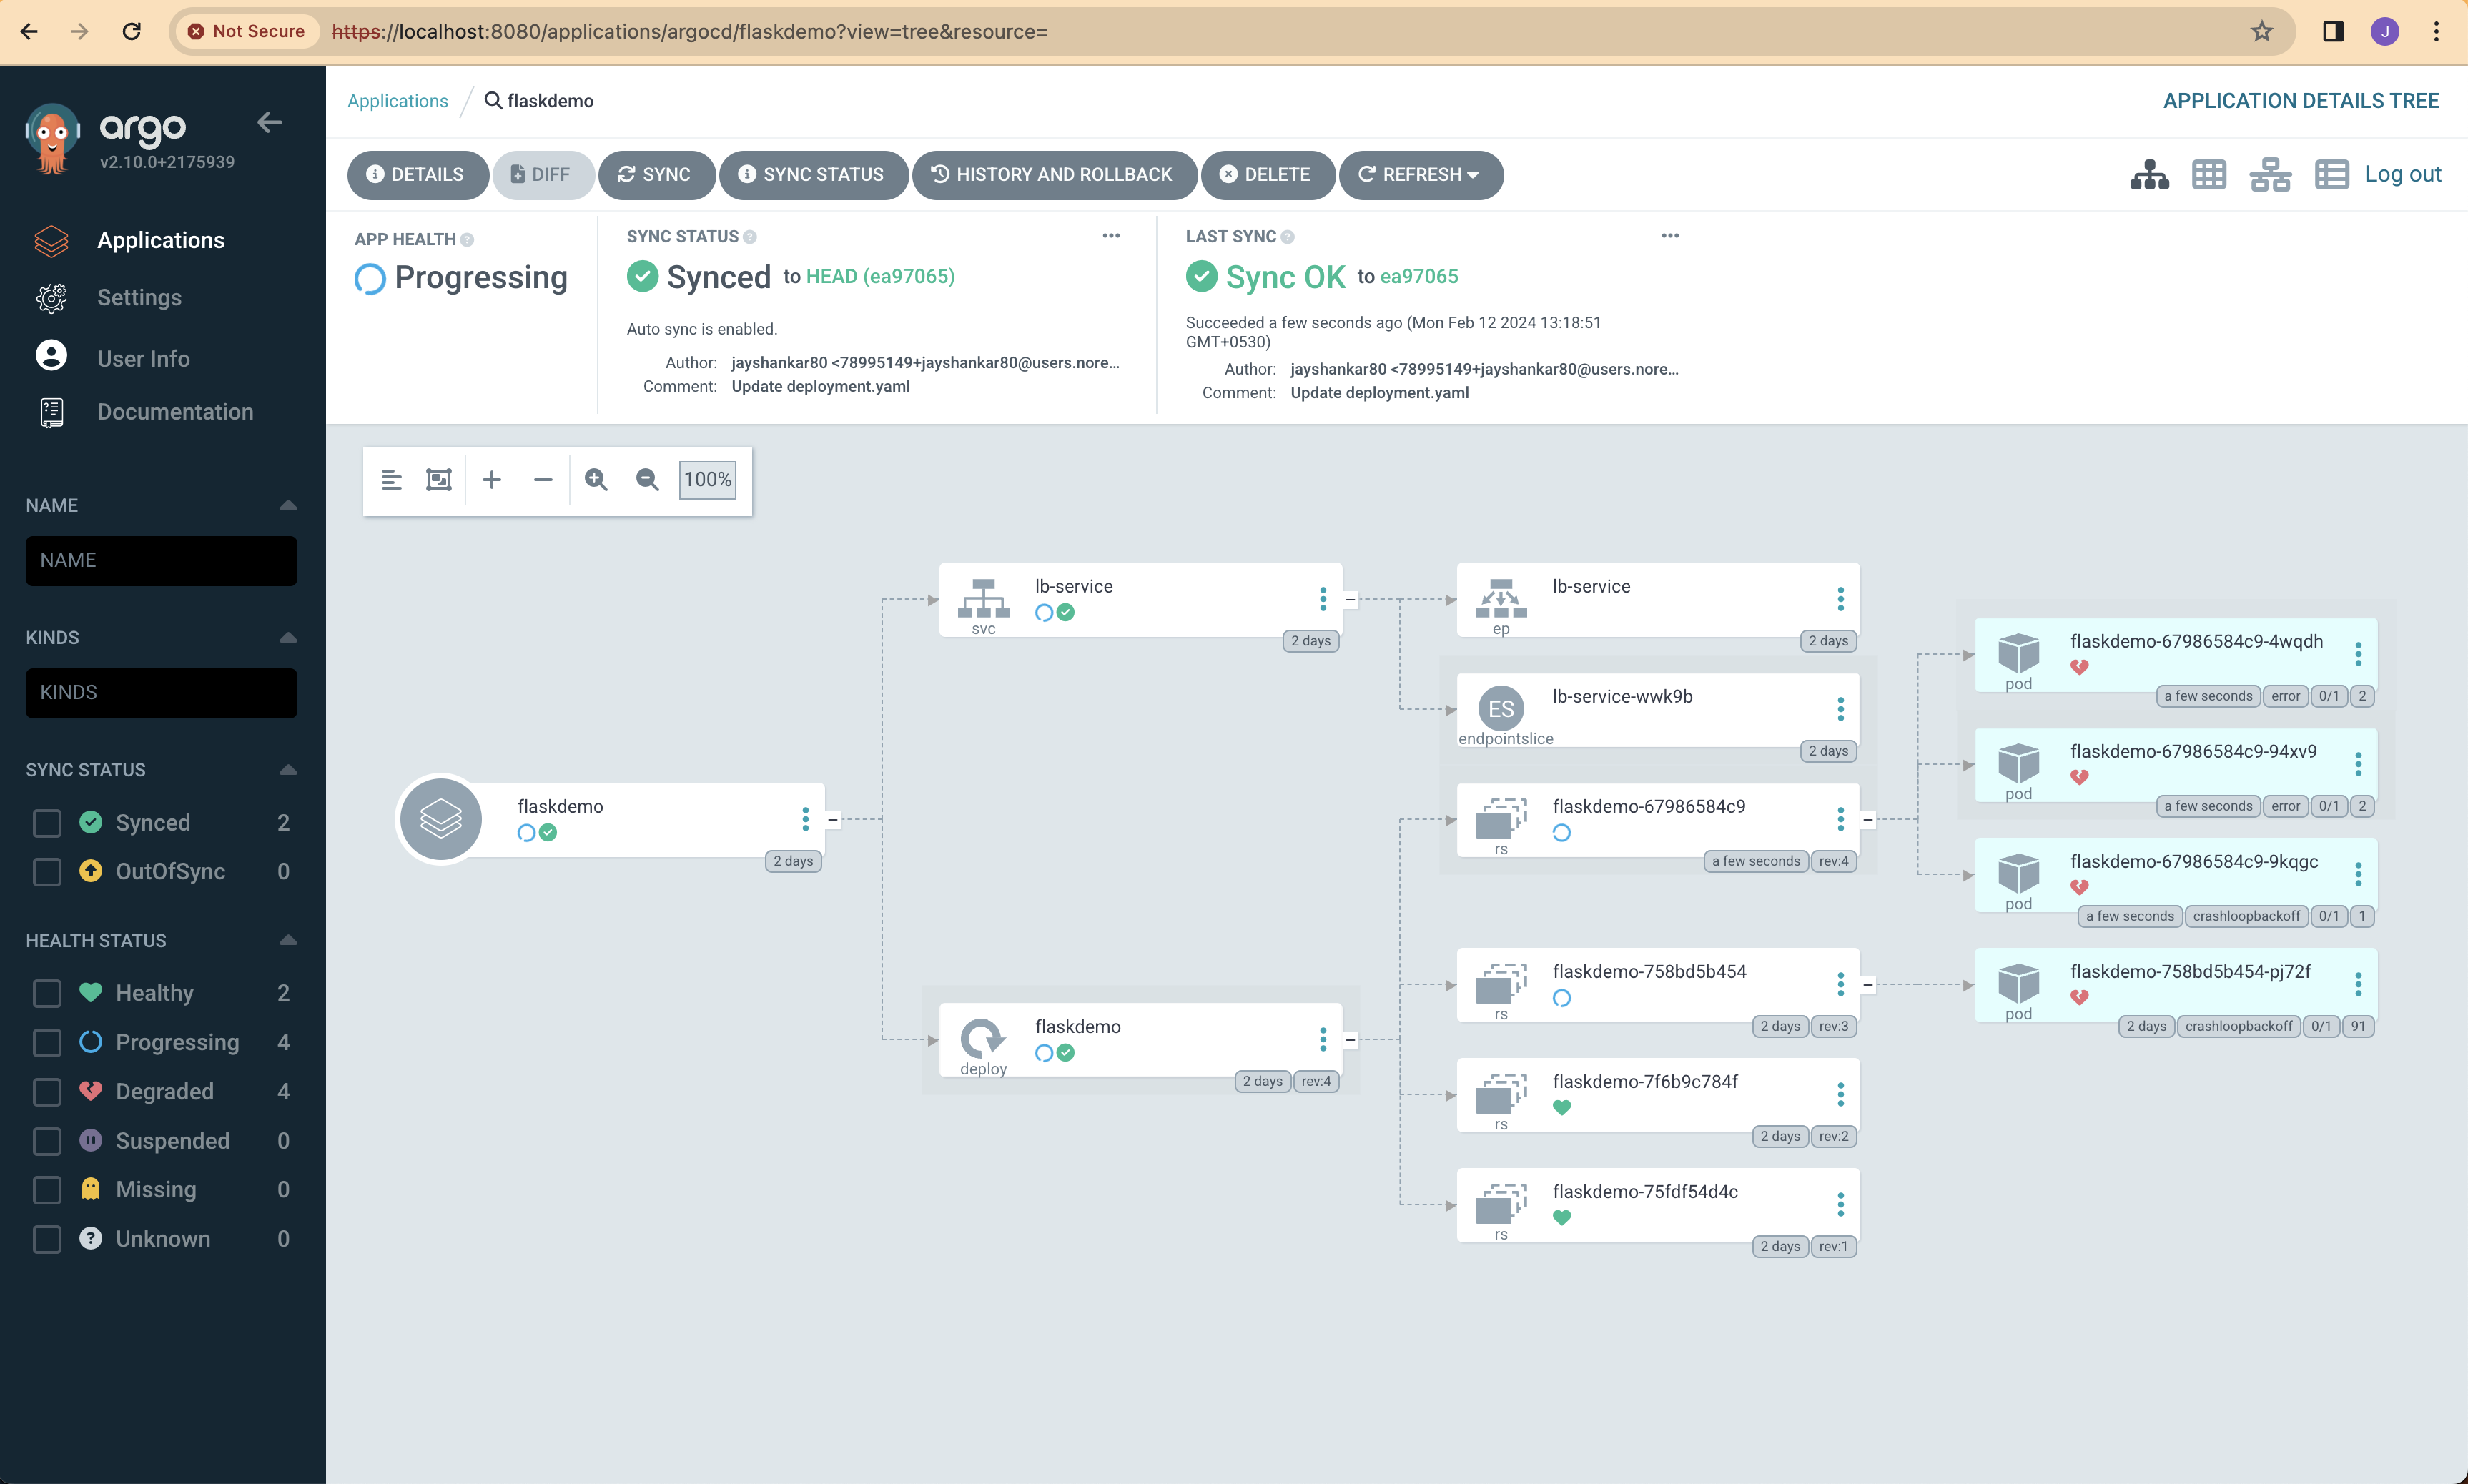 Not Secure https://localhost:8080/applications/argocd/flaskdemo?view=tree&resource= J
argo
v2.10.0+2175939
Applications
Settings
User Info
Documentation
NAME
NAME
KINDS
KINDS
SYNC STATUS
Synced 2
OutOfSync 0
HEALTH STATUS
Healthy 2
Progressing 4
Degraded 4
Suspended 0
Missing 0
Unknown 0
Applications / flaskdemo
APPLICATION DETAILS TREE
DETAILS DIFF SYNC SYNC STATUS HISTORY AND ROLLBACK DELETE REFRESH
Log out
APP HEALTH
Progressing
SYNC STATUS
Synced to HEAD (ea97065)
Auto sync is enabled.
Author: jayshankar80 <78995149+jayshankar80@users.nore...
Comment: Update deployment.yaml
LAST SYNC
Sync OK to ea97065
Succeeded a few seconds ago (Mon Feb 12 2024 13:18:51
GMT+0530)
Author: jayshankar80 <78995149+jayshankar80@users.nore...
Comment: Update deployment.yaml
100%
flaskdemo
2 days
lb-service
svc
2 days
flaskdemo
deploy
2 days rev:4
lb-service
ep
2 days
ES
lb-service-wwk9b
endpointslice
2 days
flaskdemo-67986584c9
rs
a few seconds rev:4
flaskdemo-758bd5b454
rs
2 days rev:3
flaskdemo-7f6b9c784f
rs
2 days rev:2
flaskdemo-75fdf54d4c
rs
2 days rev:1
flaskdemo-67986584c9-4wqdh
pod
a few seconds error 0/1 2
flaskdemo-67986584c9-94xv9
pod
a few seconds error 0/1 2
flaskdemo-67986584c9-9kqgc
pod
a few seconds crashloopbackoff 0/1 1
flaskdemo-758bd5b454-pj72f
pod
2 days crashloopbackoff 0/1 91